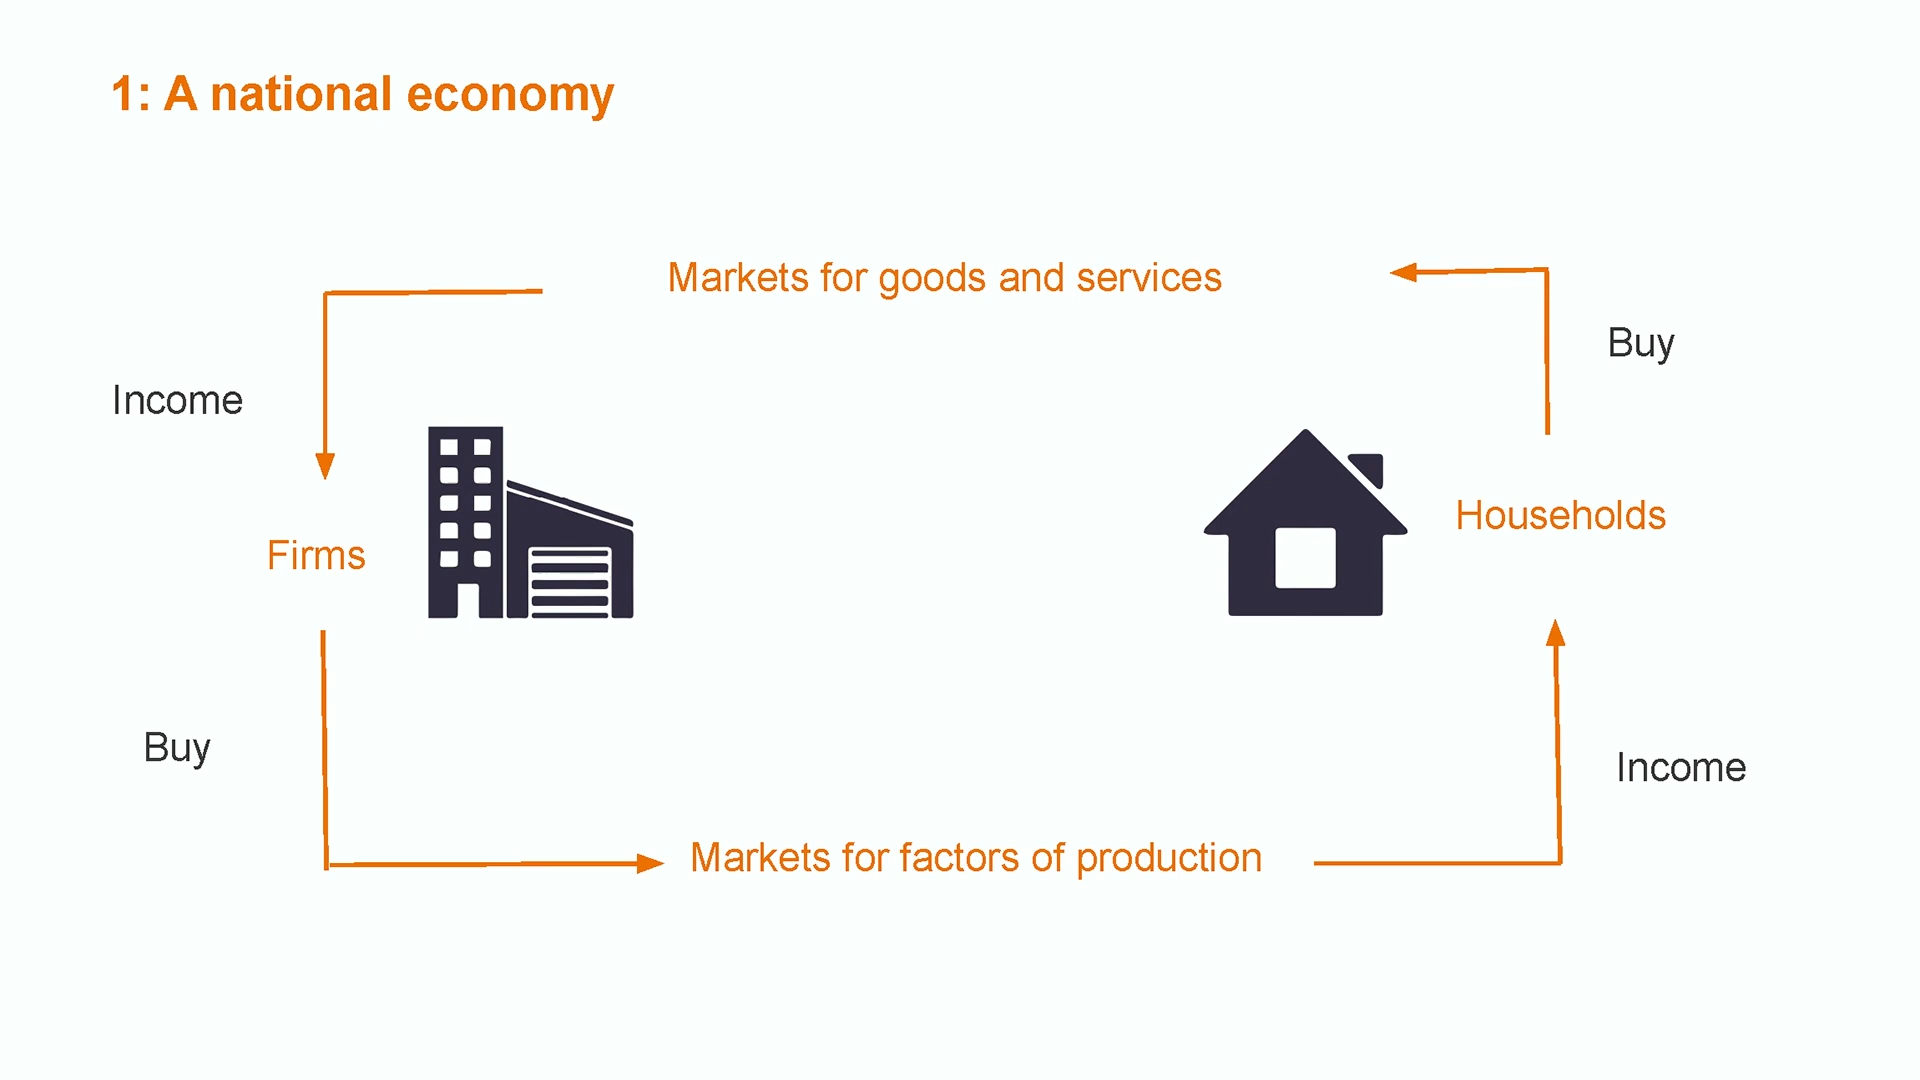 1: A national economy
Markets for goods and services
Buy
Income
Households
Firms
Buy
Income
Markets for factors of production